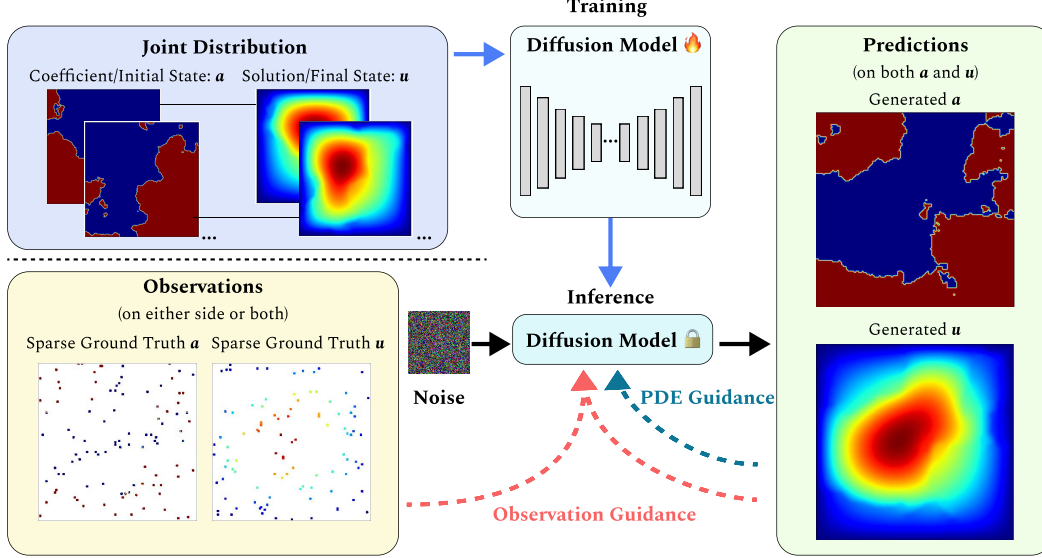 Training
Joint Distribution
Coefficient/Initial State: a
Solution/Final State: u
...
...
Diffusion Model
...
Predictions
(on both a and u)
Generated a
Generated u
Observations
(on either side or both)
Sparse Ground Truth a
Sparse Ground Truth u
Noise
Inference
Diffusion Model
PDE Guidance
Observation Guidance